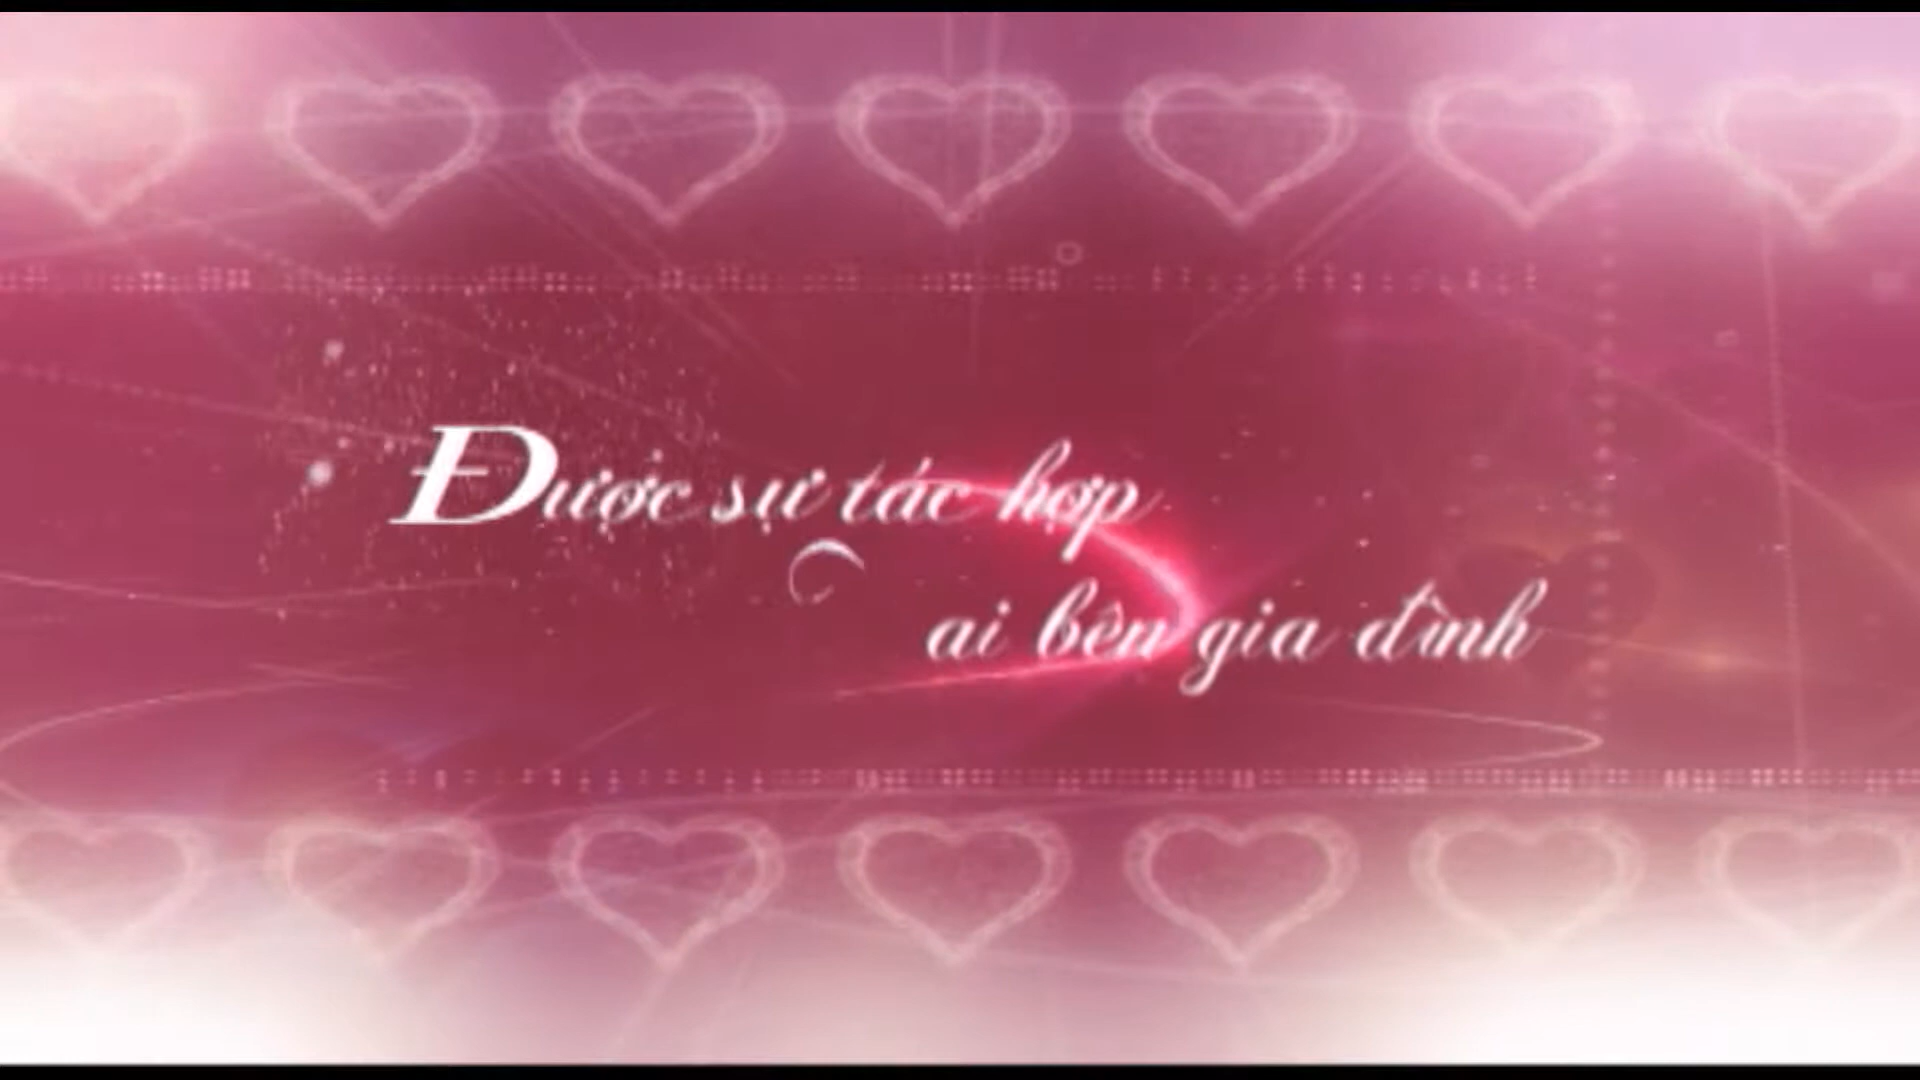 Được sự tác hợp
ai bên gia đình